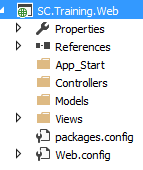 SC.Training.Web
Properties
References
App_Start
Controllers
Models
Views
packages.config
Web.config